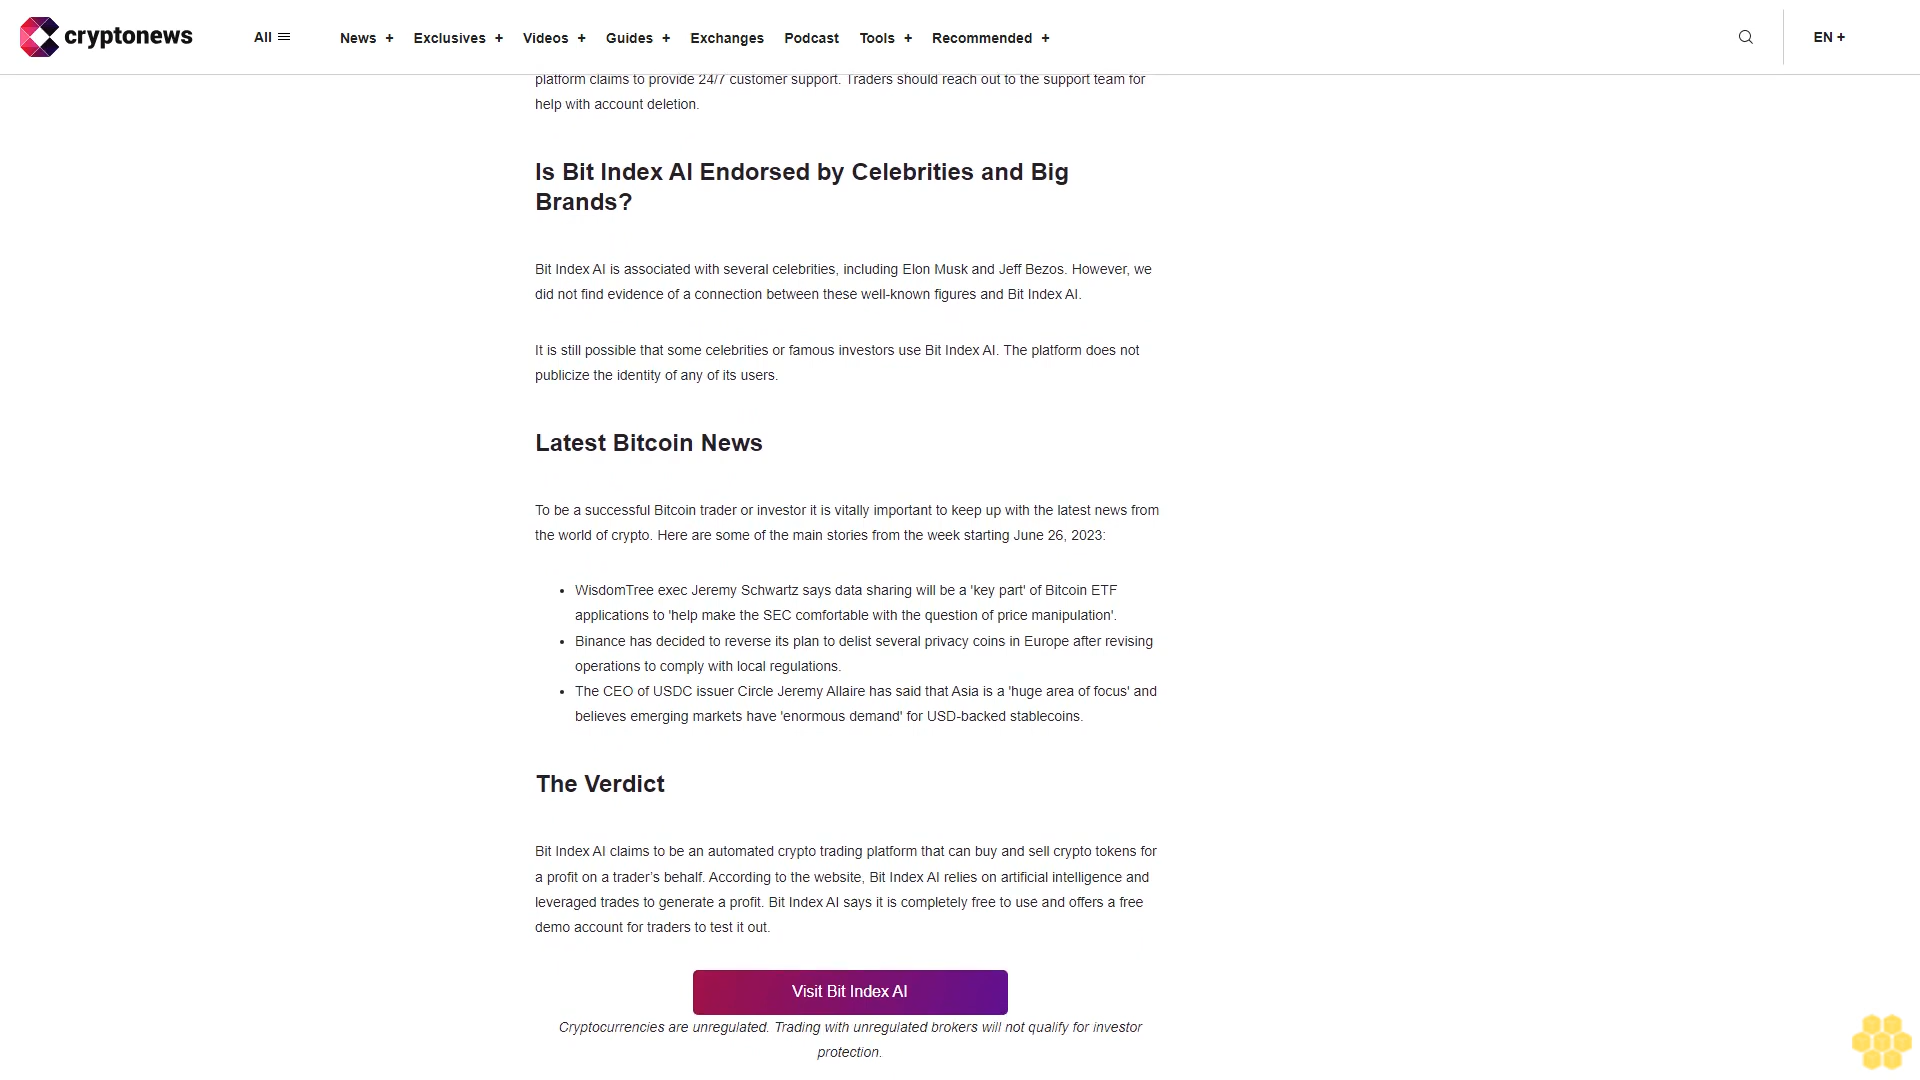 cryptonews
All
News +
Exclusives +
Videos +
Guides +
Exchanges
Podcast
Tools +
Recommended +
EN +
platform claims to provide 24/7 customer support. Traders should reach out to the support team for
help with account deletion.
Is Bit Index AI Endorsed by Celebrities and Big
Brands?
Bit Index AI is associated with several celebrities, including Elon Musk and Jeff Bezos. However, we
did not find evidence of a connection between these well-known figures and Bit Index AI.
It is still possible that some celebrities or famous investors use Bit Index AI. The platform does not
publicize the identity of any of its users.
Latest Bitcoin News
To be a successful Bitcoin trader or investor it is vitally important to keep up with the latest news from
the world of crypto. Here are some of the main stories from the week starting June 26, 2023:
• WisdomTree exec Jeremy Schwartz says data sharing will be a 'key part' of Bitcoin ETF
applications to 'help make the SEC comfortable with the question of price manipulation'.
• Binance has decided to reverse its plan to delist several privacy coins in Europe after revising
operations to comply with local regulations.
• The CEO of USDC issuer Circle Jeremy Allaire has said that Asia is a 'huge area of focus' and
believes emerging markets have 'enormous demand' for USD-backed stablecoins.
The Verdict
Bit Index AI claims to be an automated crypto trading platform that can buy and sell crypto tokens for
a profit on a trader’s behalf. According to the website, Bit Index AI relies on artificial intelligence and
leveraged trades to generate a profit. Bit Index AI says it is completely free to use and offers a free
demo account for traders to test it out.
Visit Bit Index AI
Cryptocurrencies are unregulated. Trading with unregulated brokers will not qualify for investor
protection.